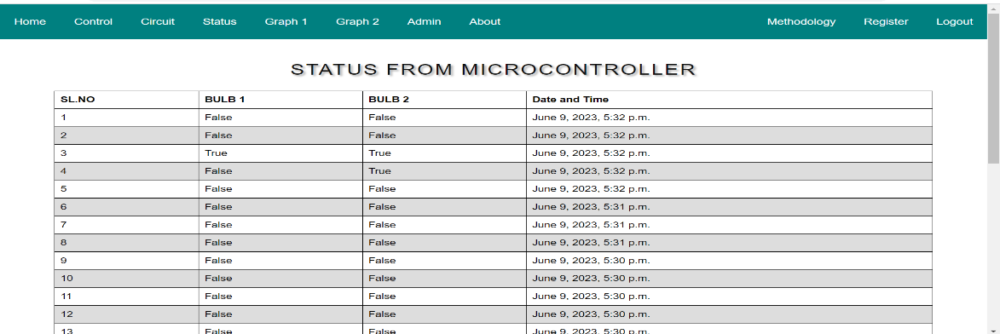 Home Control Circuit Status Graph 1 Graph 2 Admin About Methodology Register Logout
STATUS FROM MICROCONTROLLER
SL.NO BULB 1 BULB 2 Date and Time
1 False False June 9, 2023, 5:32 p.m.
2 False False June 9, 2023, 5:32 p.m.
3 True True June 9, 2023, 5:32 p.m.
4 False True June 9, 2023, 5:32 p.m.
5 False False June 9, 2023, 5:32 p.m.
6 False False June 9, 2023, 5:31 p.m.
7 False False June 9, 2023, 5:31 p.m.
8 False False June 9, 2023, 5:31 p.m.
9 False False June 9, 2023, 5:30 p.m.
10 False False June 9, 2023, 5:30 p.m.
11 False False June 9, 2023, 5:30 p.m.
12 False False June 9, 2023, 5:30 p.m.
13 False False June 9, 2023, 5:30 p.m.